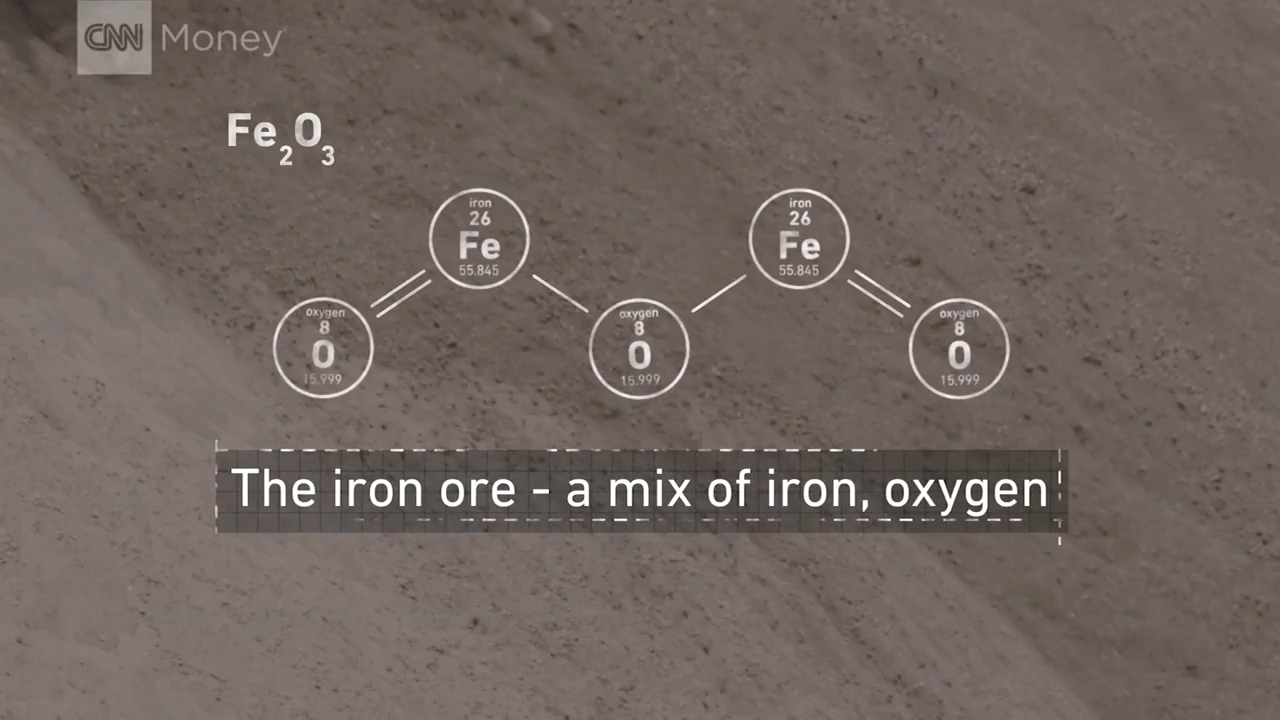 CNN Money
Fe₂O₃
iron
26
Fe
55.845
iron
26
Fe
55.845
oxygen
8
O
15.999
oxygen
8
O
15.999
oxygen
8
O
15.999
The iron ore - a mix of iron, oxygen